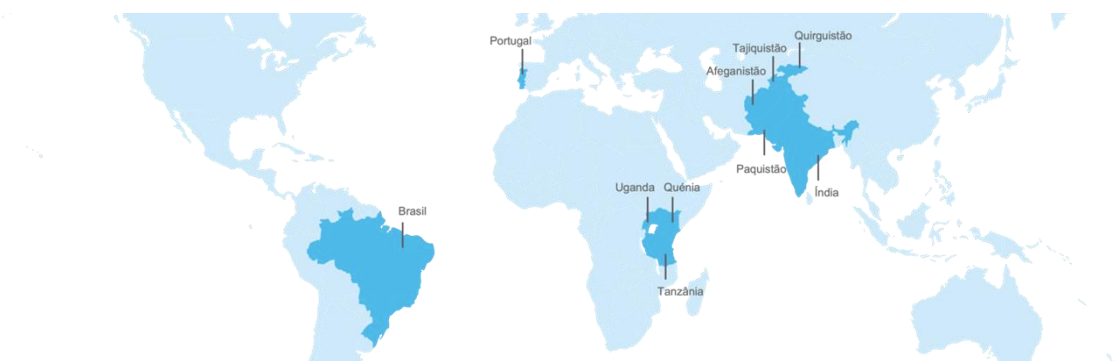 Portugal
Quirguistão
Tajiquistão
Afeganistão
Paquistão
Índia
Uganda
Quénia
Brasil
Tanzânia